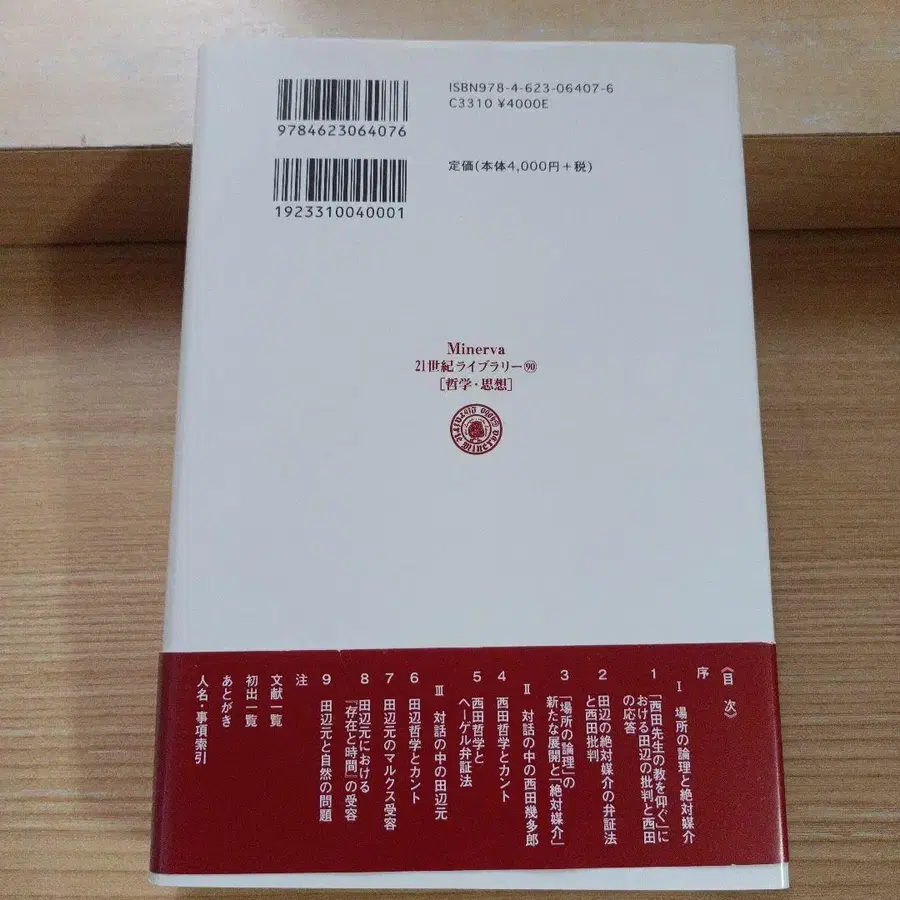 ISBN978-4-623-06407-6
C3310 ¥4000E
9784623064076
定価(本体4,000円+税)
1923310040001
Minerva
21世紀ライブラリー㊿
[哲学・思想]
《目 次》
序
Ⅰ 場所の論理と絶対媒介
1 「西田先生の教を仰ぐ」に
おける田辺の批判と西田
の応答
2 田辺の絶対媒介の弁証法
と西田批判
3 「場所の論理」の
新たな展開と「絶対媒介」
Ⅱ 対話の中の西田幾多郎
4 西田哲学とカント
5 西田哲学と
ヘーゲル弁証法
Ⅲ 対話の中の田辺元
6 田辺哲学とカント
7 田辺元のマルクス受容
8 田辺元における
『存在と時間』の受容
9 田辺元と自然の問題
注
文献一覧
初出一覧
あとがき
人名・事項索引